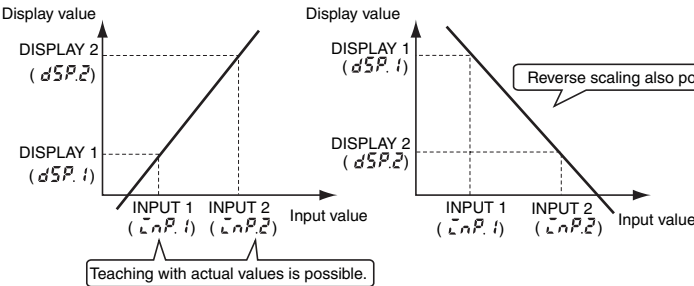 Display value
DISPLAY 2
(dSP.2)
DISPLAY 1
(dSP.1)
INPUT 1
(inP.1)
INPUT 2
(inP.2)
Input value
Teaching with actual values is possible.
Display value
DISPLAY 1
(dSP.1)
DISPLAY 2
(dSP.2)
Reverse scaling also po
INPUT 1
(inP.1)
INPUT 2
(inP.2)
Input value